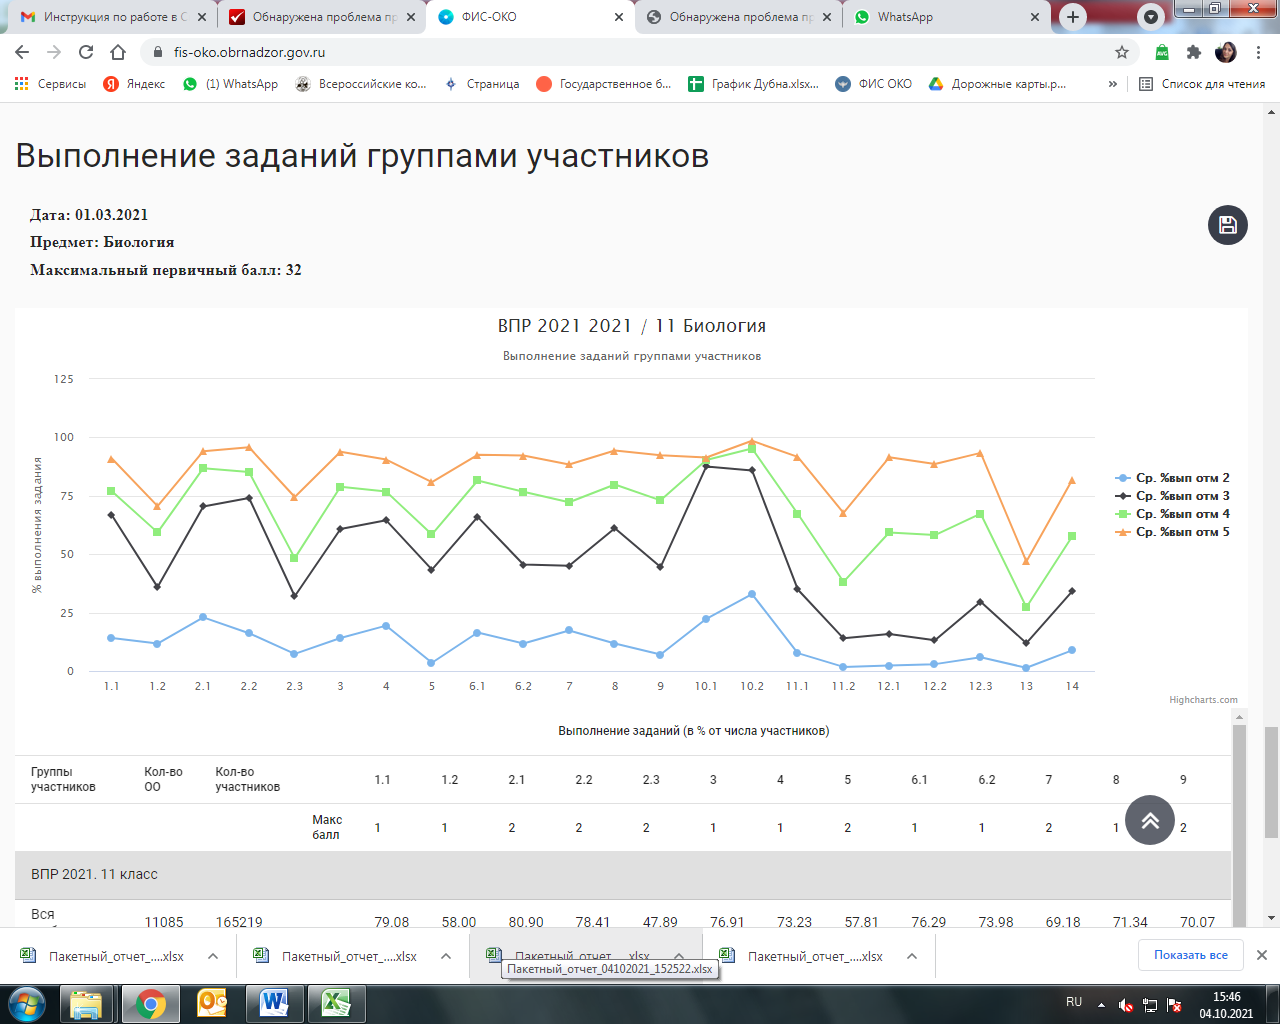 Инструкция по работе в С
Обнаружена проблема пр
ФИС-ОКО
Обнаружена проблема пр
WhatsApp
fis-oko.obrnadzor.gov.ru
Сервисы
Яндекс
(1) WhatsApp
Всероссийские ко...
Страница
Государственное б...
График Дубна.xlsx...
ФИС ОКО
Дорожные карты.р...
»
Список для чтения
Выполнение заданий группами участников
Дата: 01.03.2021
Предмет: Биология
Максимальный первичный балл: 32
ВПР 2021 2021 / 11 Биология
Выполнение заданий группами участников
% выполнения задания
125
100
75
50
25
0
1.1 1.2 2.1 2.2 2.3 3 4 5 6.1 6.2 7 8 9 10.1 10.2 11.1 11.2 12.1 12.2 12.3 13 14
Ср. %вып отм 2
Ср. %вып отм 3
Ср. %вып отм 4
Ср. %вып отм 5
Highcharts.com
Выполнение заданий (в % от числа участников)
Группы участников Кол-во ОО Кол-во участников 1.1 1.2 2.1 2.2 2.3 3 4 5 6.1 6.2 7 8 9
Макс балл 1 1 2 2 2 1 1 2 1 1 2 1 2
ВПР 2021. 11 класс
Вся 11085 165219 79.08 58.00 80.90 78.41 47.89 76.91 73.23 57.81 76.29 73.98 69.18 71.34 70.07
Пакетный_отчет_....xlsx
Пакетный_отчет_....xlsx
Пакетный_отчет_....xlsx
Пакетный_отчет_....xlsx
Показать все
Пакетный_отчет_04102021_152522.xlsx
RU
15:46
04.10.2021